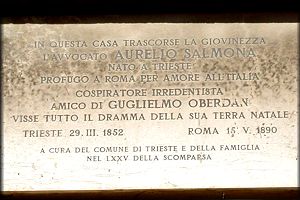 IN QUESTA CASA TRASCORSE LA GIOVINEZZA
L'AVVOCATO AURELIO SALMONA
NATO A TRIESTE
PROFUGO A ROMA PER AMORE ALL'ITALIA
COSPIRATORE IRREDENTISTA
AMICO DI GUGLIELMO OBERDAN
VISSE TUTTO IL DRAMMA DELLA SUA TERRA NATALE
TRIESTE 29. III. 1852 ROMA 15. V. 1890
A CURA DEL COMUNE DI TRIESTE E DELLA FAMIGLIA
NEL LXXV DELLA SCOMPARSA